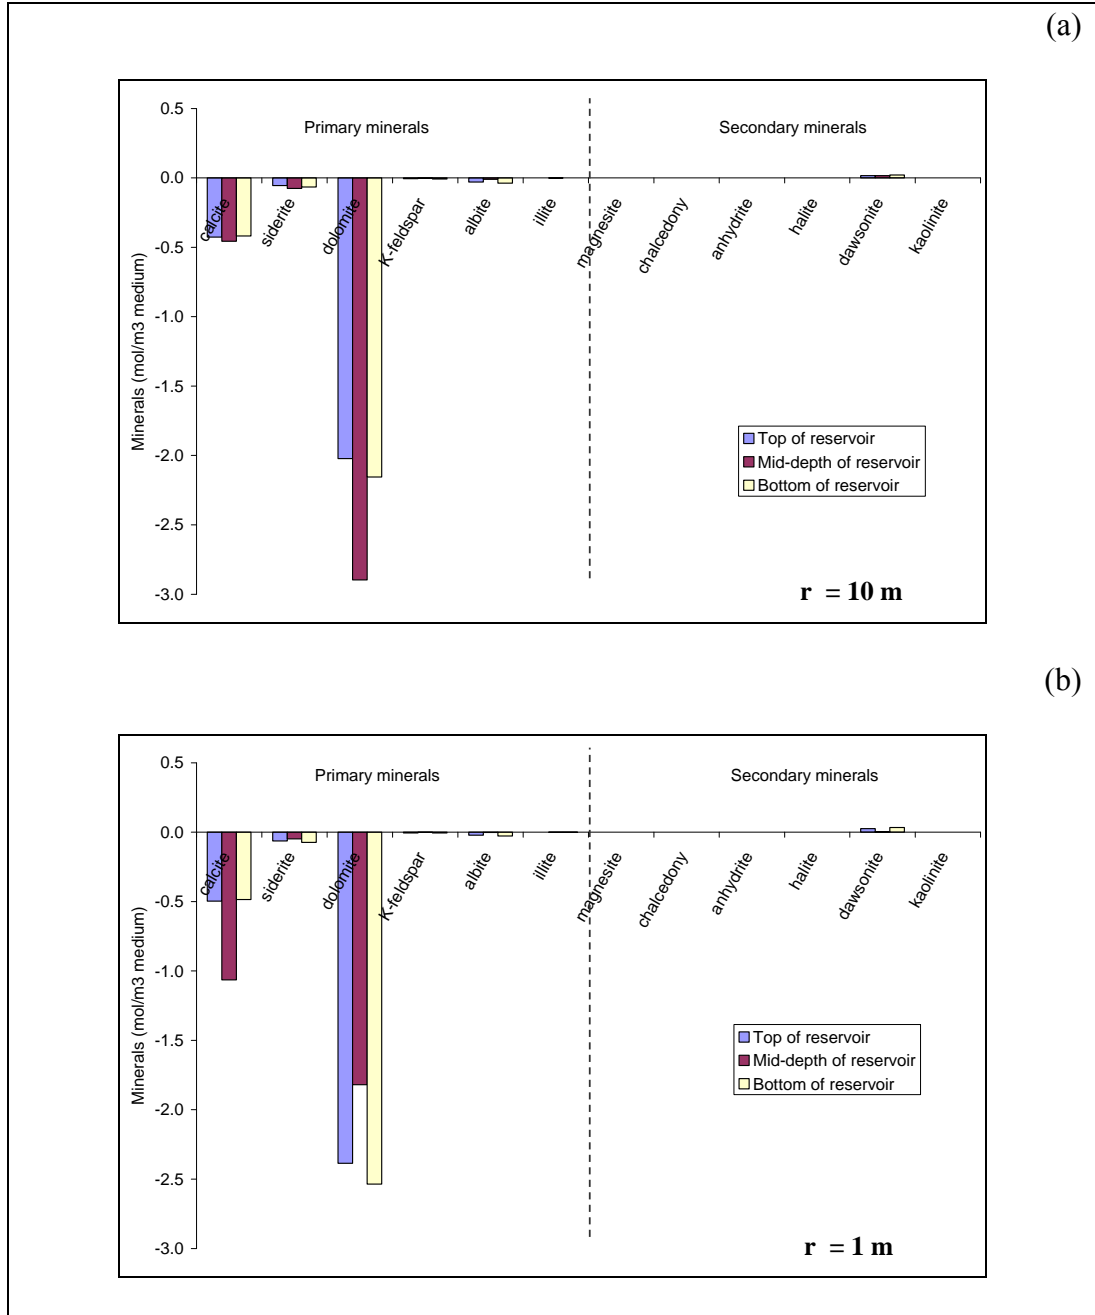 (a)
0.5
0.0
-0.5
-1.0
-1.5
-2.0
-2.5
-3.0
Minerals (mol/m3 medium)
Primary minerals
Secondary minerals
calcite
siderite
dolomite
K-feldspar
albite
illite
magnesite
chalcedony
anhydrite
halite
dawsonite
kaolinite
Top of reservoir
Mid-depth of reservoir
Bottom of reservoir
r = 10 m
(b)
0.5
0.0
-0.5
-1.0
-1.5
-2.0
-2.5
-3.0
Minerals (mol/m3 medium)
Primary minerals
Secondary minerals
calcite
siderite
dolomite
K-feldspar
albite
illite
magnesite
chalcedony
anhydrite
halite
dawsonite
kaolinite
Top of reservoir
Mid-depth of reservoir
Bottom of reservoir
r = 1 m